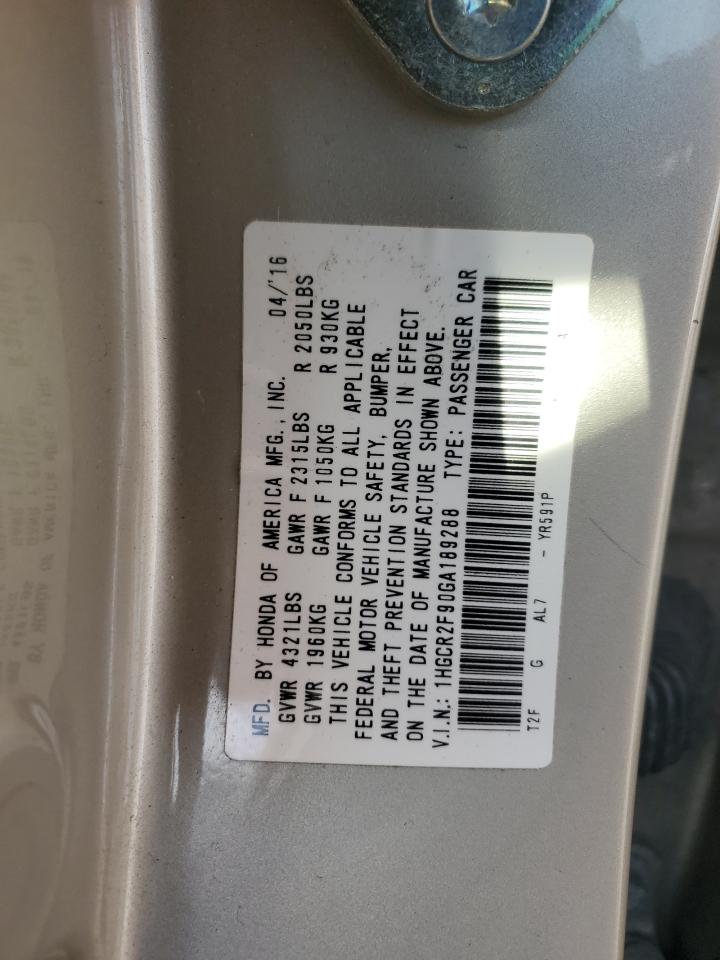 MFD. BY HONDA OF AMERICA MFG., INC. 04/'16
GVWR 4321LBS GAWR F 2315LBS R 2050LBS
GVWR 1960KG GAWR F 1050KG R 930KG
THIS VEHICLE CONFORMS TO ALL APPLICABLE
FEDERAL MOTOR VEHICLE SAFETY, BUMPER,
AND THEFT PREVENTION STANDARDS IN EFFECT
ON THE DATE OF MANUFACTURE SHOWN ABOVE.
V.I.N.: 1HGCR2F90GA189288 TYPE: PASSENGER CAR
T2F G AL7 - YR591P